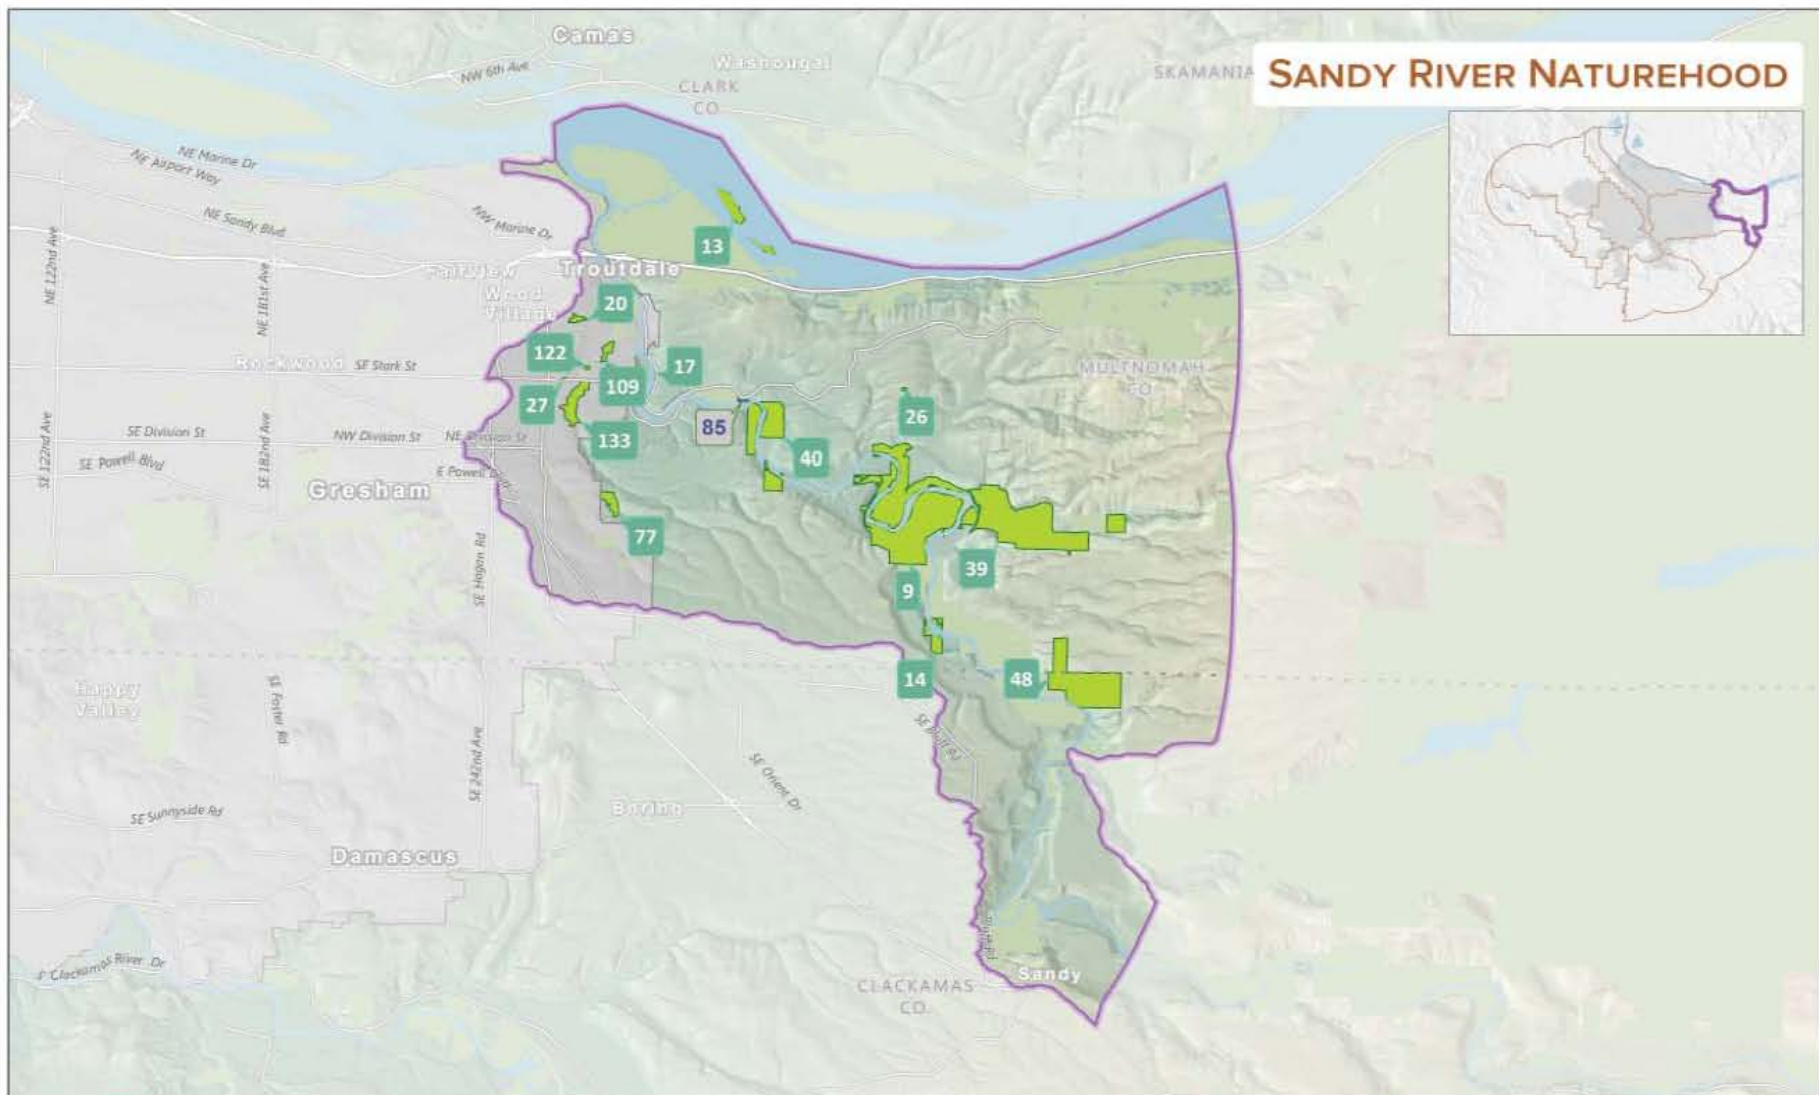 Camas
NW 6th Ave
Washougal
CLARK
CO
SKAMANIA
SANDY RIVER NATUREHOOD
NE Marine Dr
NE Airport Way
NE Sandy Blvd
NW Marine Dr
NE 122nd Ave
NE 181st Ave
13
Fairview
Troutdale
Wood
Village
20
122
17
Rockwood
SE Stark St
109
MULTNOMAH
CO
27
26
85
SE Division St
NW Division St
NE Division St
133
SE 122nd Ave
SE 182nd Ave
SE Powell Blvd
E Powell
40
Gresham
77
SE Hogan Rd
39
9
14
48
Happy
Valley
SE Foster Rd
SE 242nd Ave
SE Bluff Rd
SE Orient Dr
Boring
SE Sunnyside Rd
Damascus
Clackamas River Dr
CLACKAMAS
CO.
Sandy